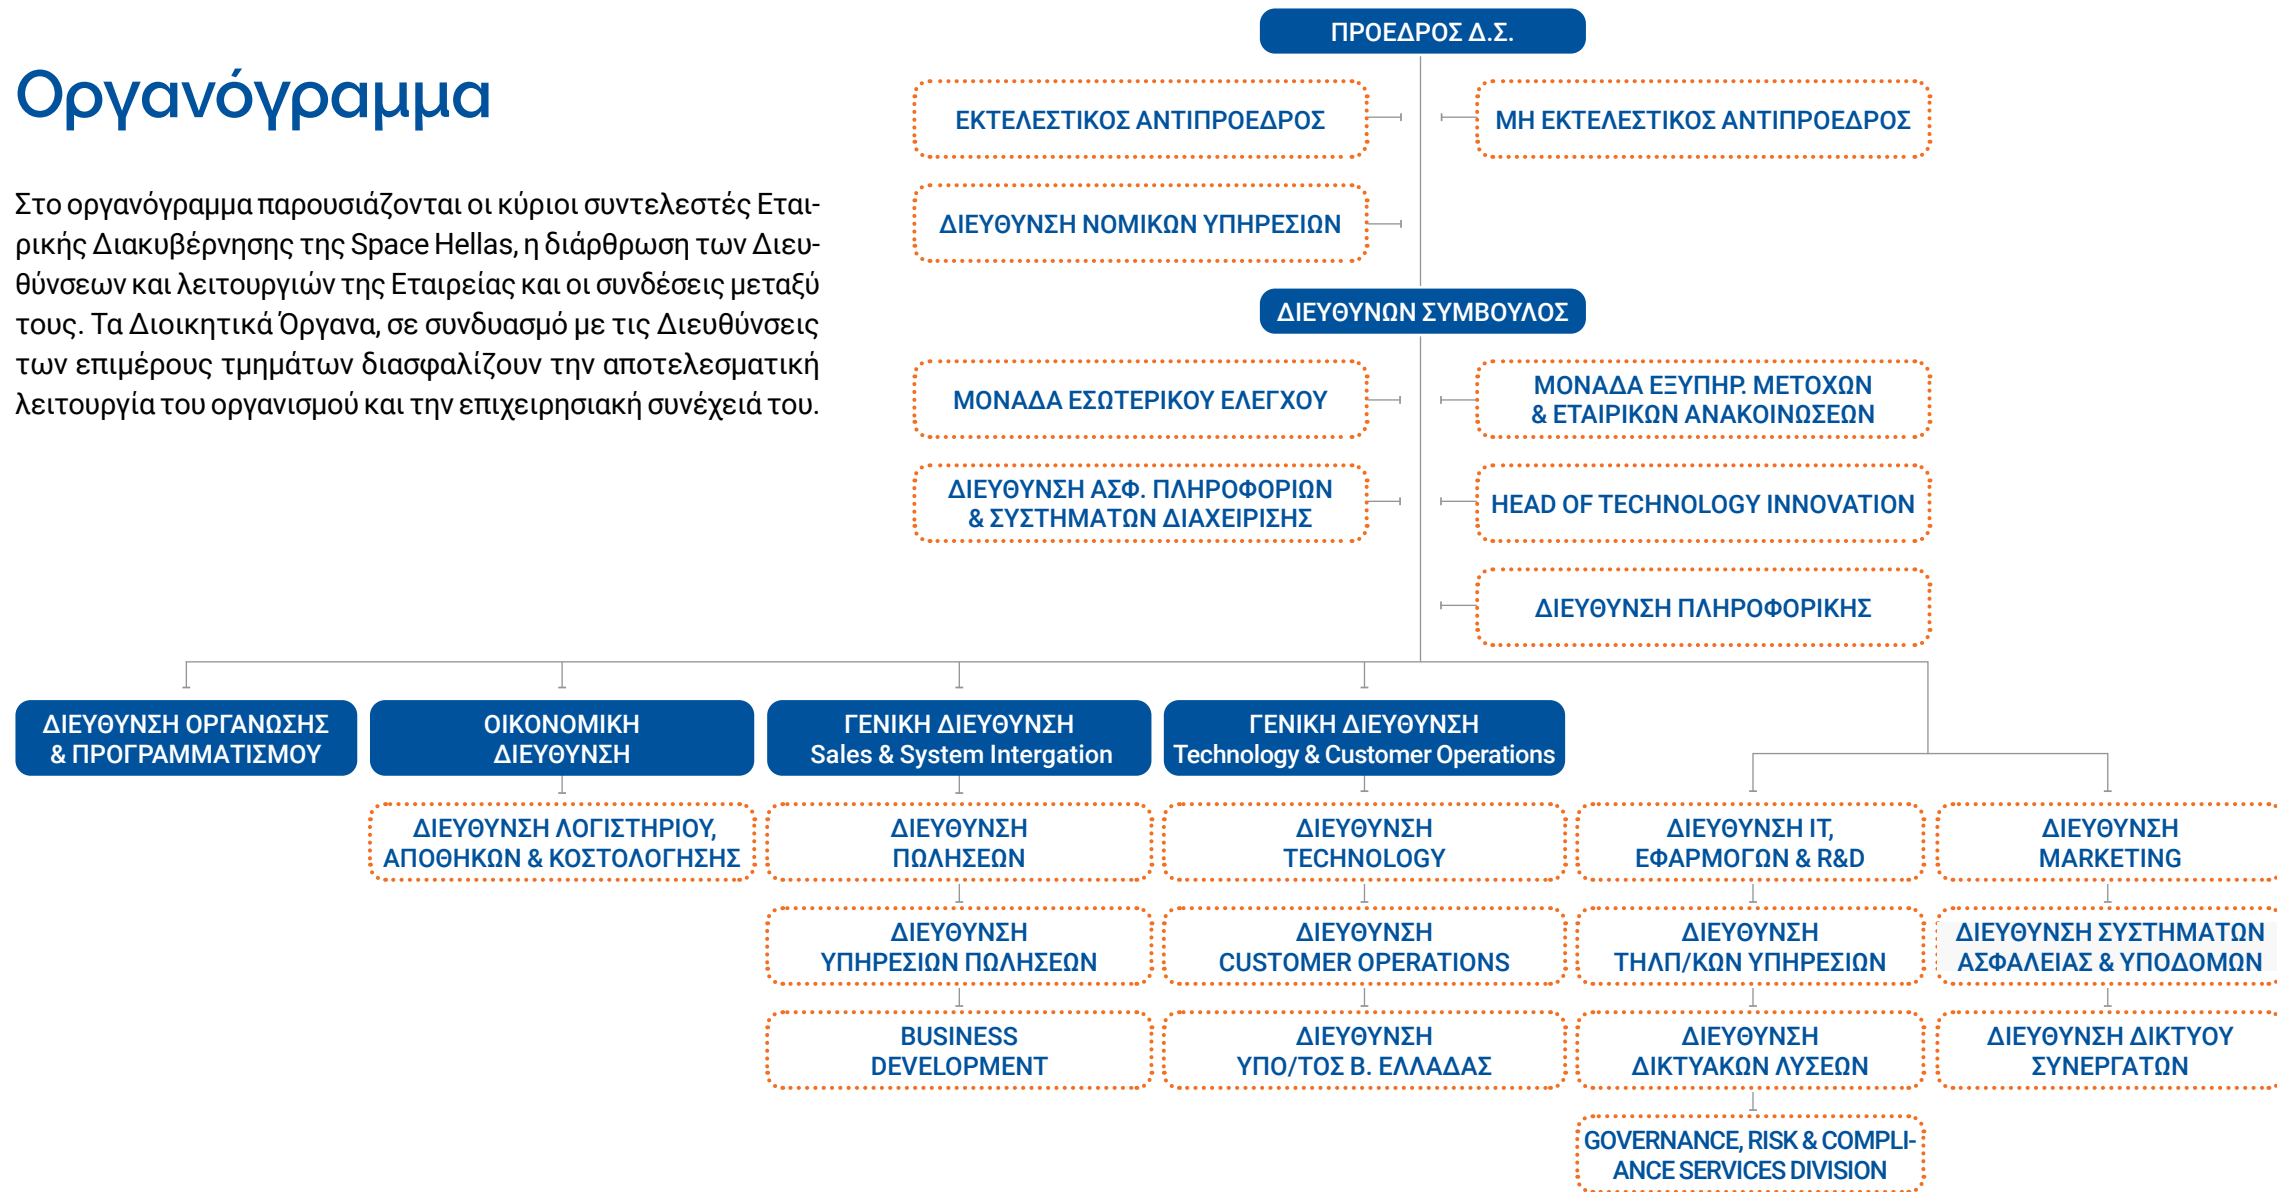 Οργανόγραμμα
Στο οργανόγραμμα παρουσιάζονται οι κύριοι συντελεστές Εται-
ρικής Διακυβέρνησης της Space Hellas, η διάρθρωση των Διευ-
θύνσεων και λειτουργιών της Εταιρείας και οι συνδέσεις μεταξύ
τους. Τα Διοικητικά Όργανα, σε συνδυασμό με τις Διευθύνσεις
των επιμέρους τμημάτων διασφαλίζουν την αποτελεσματική
λειτουργία του οργανισμού και την επιχειρησιακή συνέχειά του.
ΠΡΟΕΔΡΟΣ Δ.Σ.
ΕΚΤΕΛΕΣΤΙΚΟΣ ΑΝΤΙΠΡΟΕΔΡΟΣ
ΜΗ ΕΚΤΕΛΕΣΤΙΚΟΣ ΑΝΤΙΠΡΟΕΔΡΟΣ
ΔΙΕΥΘΥΝΣΗ ΝΟΜΙΚΩΝ ΥΠΗΡΕΣΙΩΝ
ΔΙΕΥΘΥΝΩΝ ΣΥΜΒΟΥΛΟΣ
ΜΟΝΑΔΑ ΕΣΩΤΕΡΙΚΟΥ ΕΛΕΓΧΟΥ
ΜΟΝΑΔΑ ΕΞΥΠΗΡ. ΜΕΤΟΧΩΝ
& ΕΤΑΙΡΙΚΩΝ ΑΝΑΚΟΙΝΩΣΕΩΝ
ΔΙΕΥΘΥΝΣΗ ΑΣΦ. ΠΛΗΡΟΦΟΡΙΩΝ
& ΣΥΣΤΗΜΑΤΩΝ ΔΙΑΧΕΙΡΙΣΗΣ
HEAD OF TECHNOLOGY INNOVATION
ΔΙΕΥΘΥΝΣΗ ΠΛΗΡΟΦΟΡΙΚΗΣ
ΔΙΕΥΘΥΝΣΗ ΟΡΓΑΝΩΣΗΣ
& ΠΡΟΓΡΑΜΜΑΤΙΣΜΟΥ
ΟΙΚΟΝΟΜΙΚΗ
ΔΙΕΥΘΥΝΣΗ
ΓΕΝΙΚΗ ΔΙΕΥΘΥΝΣΗ
Sales & System Intergation
ΓΕΝΙΚΗ ΔΙΕΥΘΥΝΣΗ
Technology & Customer Operations
ΔΙΕΥΘΥΝΣΗ ΛΟΓΙΣΤΗΡΙΟΥ,
ΑΠΟΘΗΚΩΝ & ΚΟΣΤΟΛΟΓΗΣΗΣ
ΔΙΕΥΘΥΝΣΗ
ΠΩΛΗΣΕΩΝ
ΔΙΕΥΘΥΝΣΗ
TECHNOLOGY
ΔΙΕΥΘΥΝΣΗ IT,
ΕΦΑΡΜΟΓΩΝ & R&D
ΔΙΕΥΘΥΝΣΗ
MARKETING
ΔΙΕΥΘΥΝΣΗ
ΥΠΗΡΕΣΙΩΝ ΠΩΛΗΣΕΩΝ
ΔΙΕΥΘΥΝΣΗ
CUSTOMER OPERATIONS
ΔΙΕΥΘΥΝΣΗ
ΤΗΛΠ/ΚΩΝ ΥΠΗΡΕΣΙΩΝ
ΔΙΕΥΘΥΝΣΗ ΣΥΣΤΗΜΑΤΩΝ
ΑΣΦΑΛΕΙΑΣ & ΥΠΟΔΟΜΩΝ
BUSINESS
DEVELOPMENT
ΔΙΕΥΘΥΝΣΗ
ΥΠΟ/ΤΟΣ Β. ΕΛΛΑΔΑΣ
ΔΙΕΥΘΥΝΣΗ
ΔΙΚΤΥΑΚΩΝ ΛΥΣΕΩΝ
ΔΙΕΥΘΥΝΣΗ ΔΙΚΤΥΟΥ
ΣΥΝΕΡΓΑΤΩΝ
GOVERNANCE, RISK & COMPLI-
ANCE SERVICES DIVISION